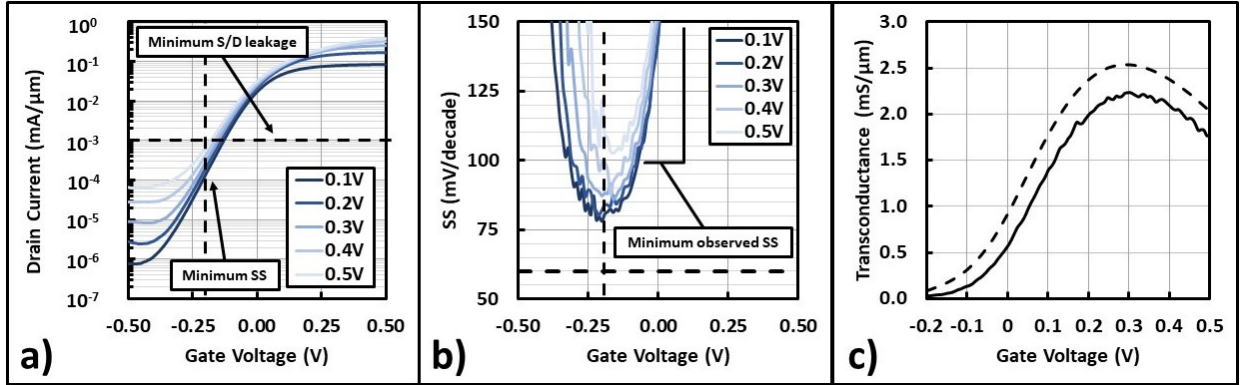 10⁰
10⁻¹
10⁻²
10⁻³
10⁻⁴
10⁻⁵
10⁻⁶
10⁻⁷
Drain Current (mA/µm)
Minimum S/D leakage
0.1V
0.2V
0.3V
0.4V
0.5V
Minimum SS
-0.50 -0.25 0.00 0.25 0.50
Gate Voltage (V)
a)
150
125
100
75
50
SS (mV/decade)
0.1V
0.2V
0.3V
0.4V
0.5V
Minimum observed SS
-0.50 -0.25 0.00 0.25 0.50
Gate Voltage (V)
b)
3.0
2.5
2.0
1.5
1.0
0.5
0.0
Transconductance (mS/µm)
-0.2 -0.1 0 0.1 0.2 0.3 0.4 0.5
Gate Voltage (V)
c)